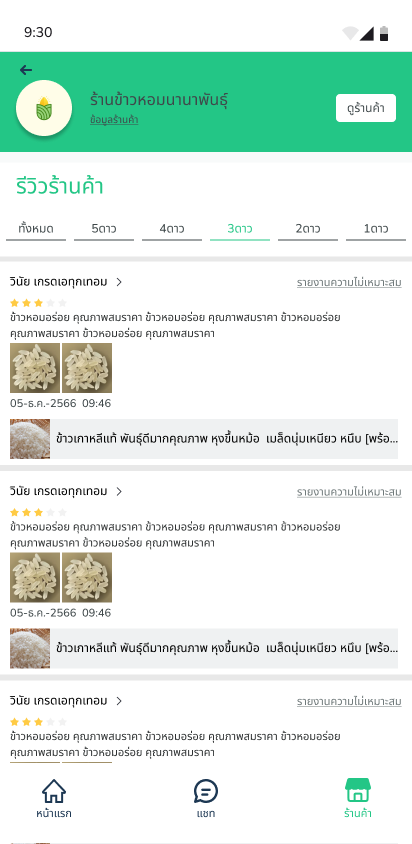 9:30
ร้านข้าวหอมนานาพันธุ์
ข้อมูลร้านค้า
ดูร้านค้า
รีวิวร้านค้า
ทั้งหมด 5ดาว 4ดาว 3ดาว 2ดาว 1ดาว
วินัย เกรดเอทุกเทอม รายงานความไม่เหมาะสม
ข้าวหอมอร่อย คุณภาพสมราคา ข้าวหอมอร่อย คุณภาพสมราคา ข้าวหอมอร่อย
คุณภาพสมราคา ข้าวหอมอร่อย คุณภาพสมราคา
05-ธ.ค.-2566 09:46
ข้าวเกาหลีแท้ พันธุ์ดีมากคุณภาพ หุงขึ้นหม้อ เมล็ดนุ่มเหนียว หนึบ [พร้อ...
วินัย เกรดเอทุกเทอม รายงานความไม่เหมาะสม
ข้าวหอมอร่อย คุณภาพสมราคา ข้าวหอมอร่อย คุณภาพสมราคา ข้าวหอมอร่อย
คุณภาพสมราคา ข้าวหอมอร่อย คุณภาพสมราคา
05-ธ.ค.-2566 09:46
ข้าวเกาหลีแท้ พันธุ์ดีมากคุณภาพ หุงขึ้นหม้อ เมล็ดนุ่มเหนียว หนึบ [พร้อ...
วินัย เกรดเอทุกเทอม รายงานความไม่เหมาะสม
ข้าวหอมอร่อย คุณภาพสมราคา ข้าวหอมอร่อย คุณภาพสมราคา ข้าวหอมอร่อย
คุณภาพสมราคา ข้าวหอมอร่อย คุณภาพสมราคา
หน้าแรก แชท ร้านค้า